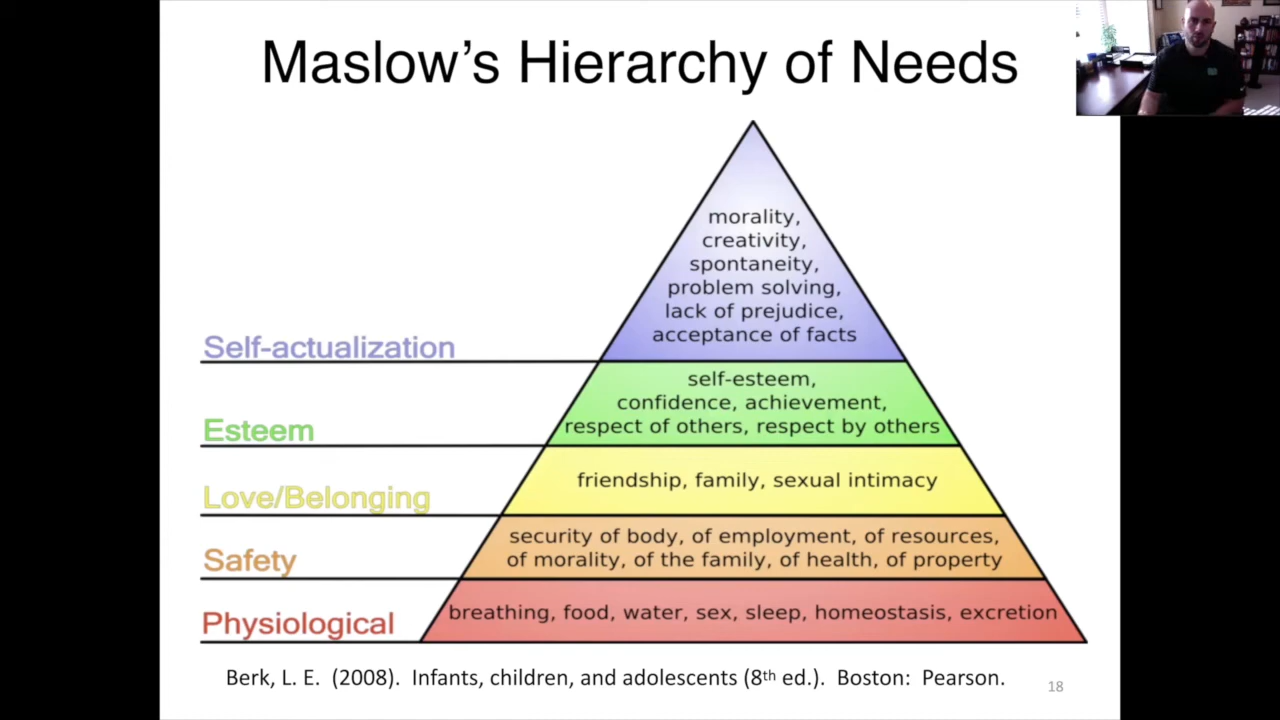 Maslow's Hierarchy of Needs
morality,
creativity,
spontaneity,
problem solving,
lack of prejudice,
acceptance of facts
Self-actualization
self-esteem,
confidence, achievement,
respect of others, respect by others
Esteem
friendship, family, sexual intimacy
Love/Belonging
security of body, of employment, of resources,
of morality, of the family, of health, of property
Safety
breathing, food, water, sex, sleep, homeostasis, excretion
Physiological
Berk, L. E. (2008). Infants, children, and adolescents (8th ed.). Boston: Pearson.
18